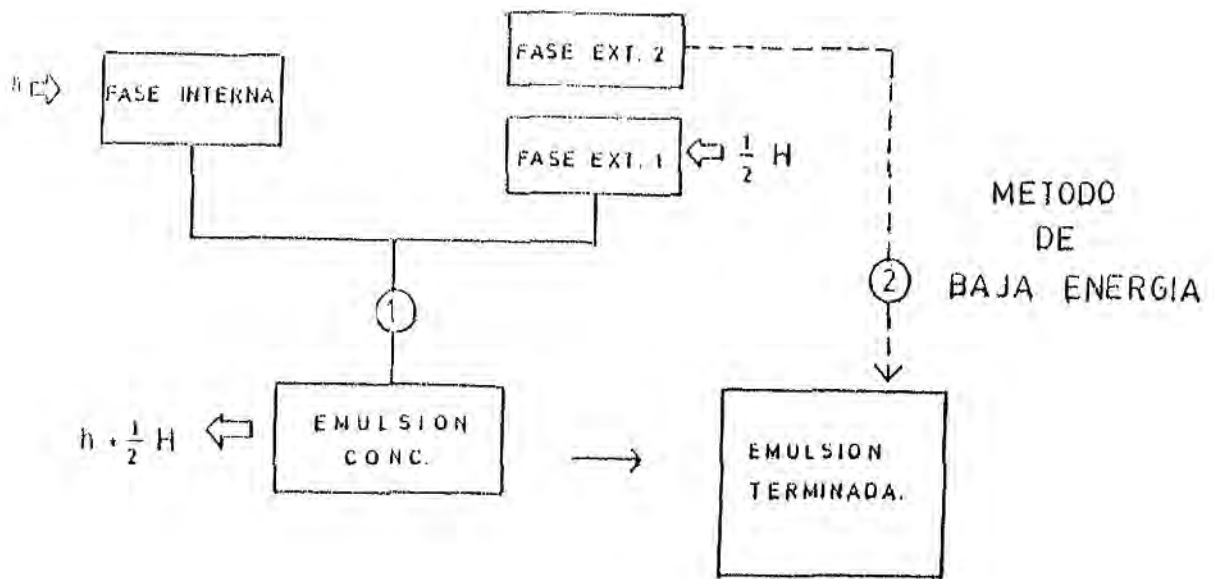 FASE EXT. 2
h
FASE INTERNA
FASE EXT. 1
1/2 H
METODO
DE
BAJA ENERGIA
1
2
h + 1/2 H
EMULSION
CONC.
EMULSION
TERMINADA.